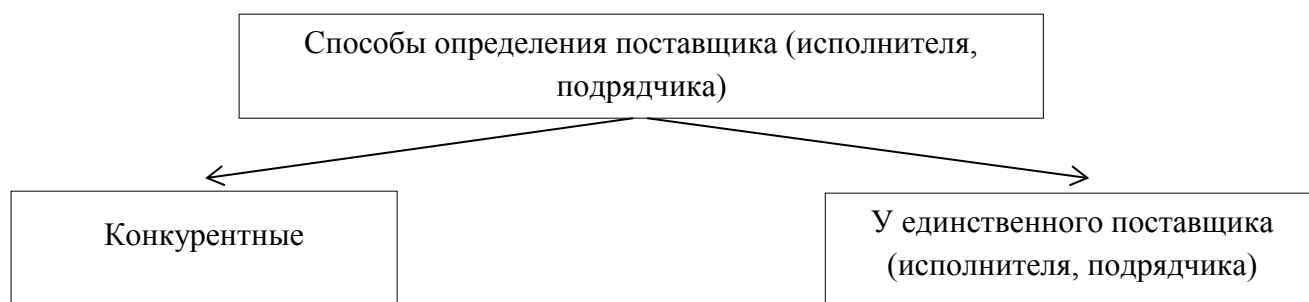 Способы определения поставщика (исполнителя,
подрядчика)
Конкурентные
У единственного поставщика
(исполнителя, подрядчика)